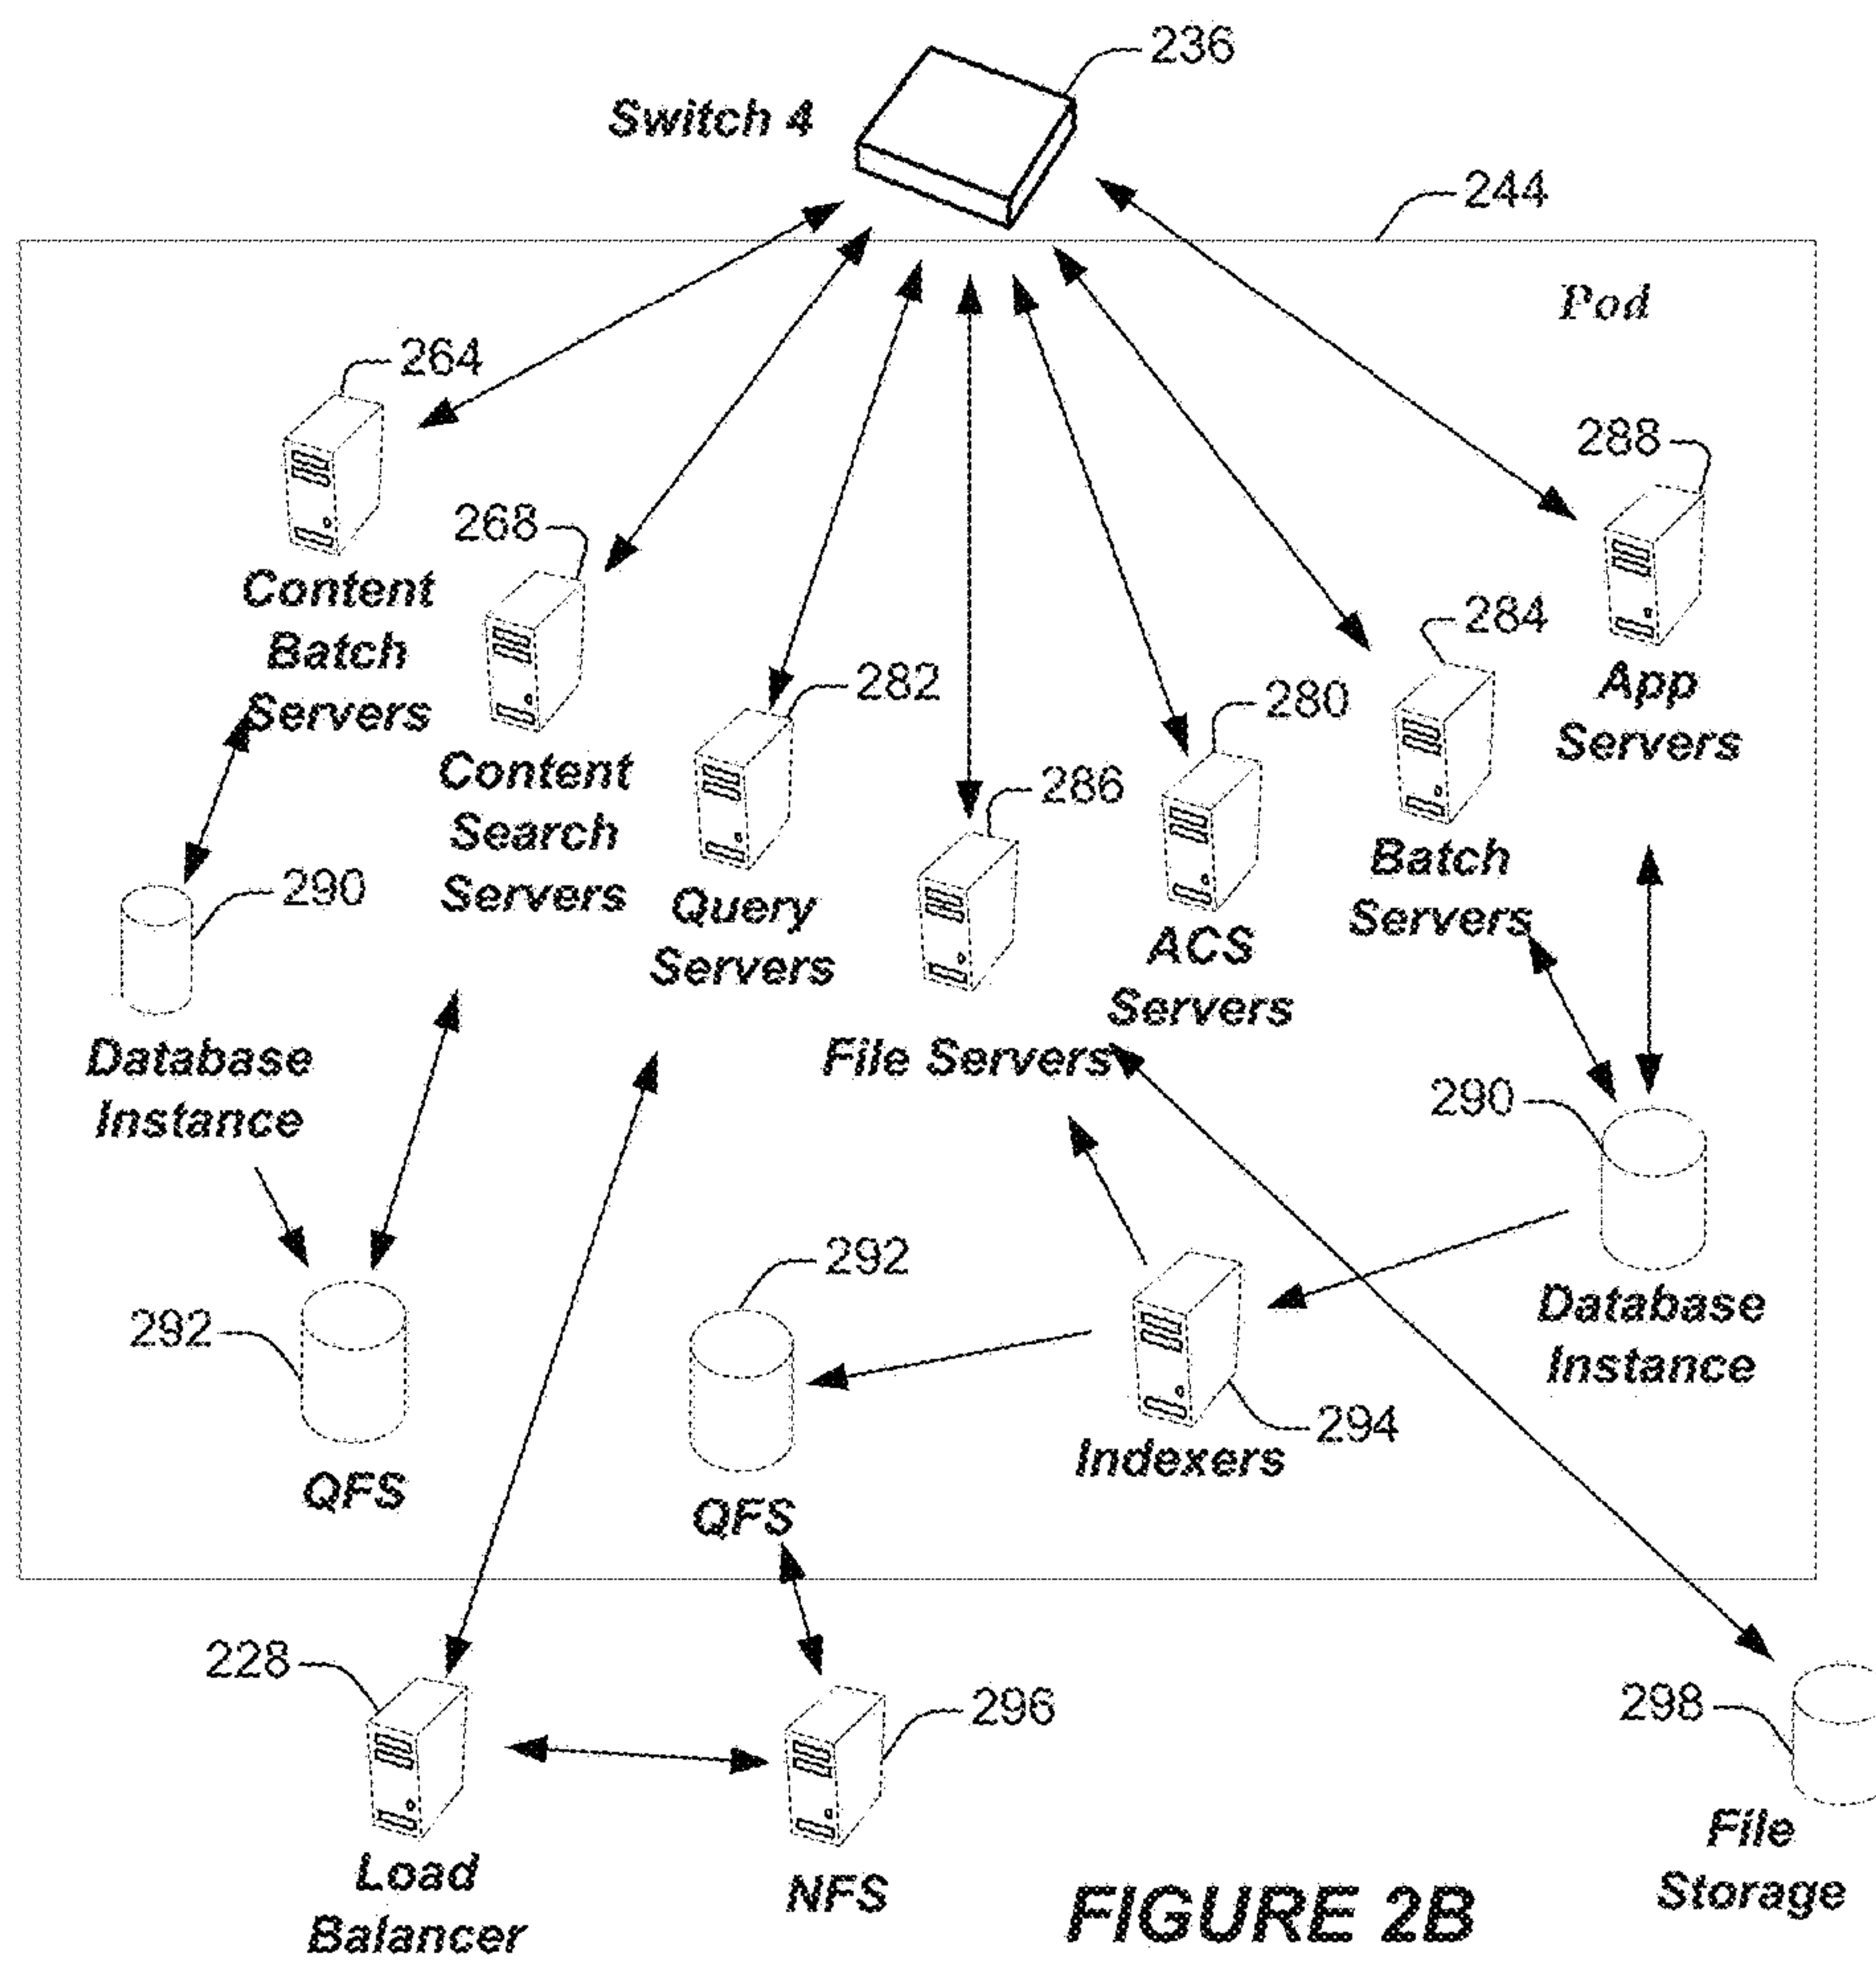 236
Switch 4
244
Pod
264
288
268
Content
Batch
Servers
284
282
280
App
Servers
Content
Search
Servers
286
290
Batch
Servers
Query
Servers
ACS
Servers
Database
Instance
File Servers
290
292
292
Database
Instance
294
Indexers
QFS
QFS
228
296
298
File
Storage
Load
Balancer
NFS
FIGURE 2B